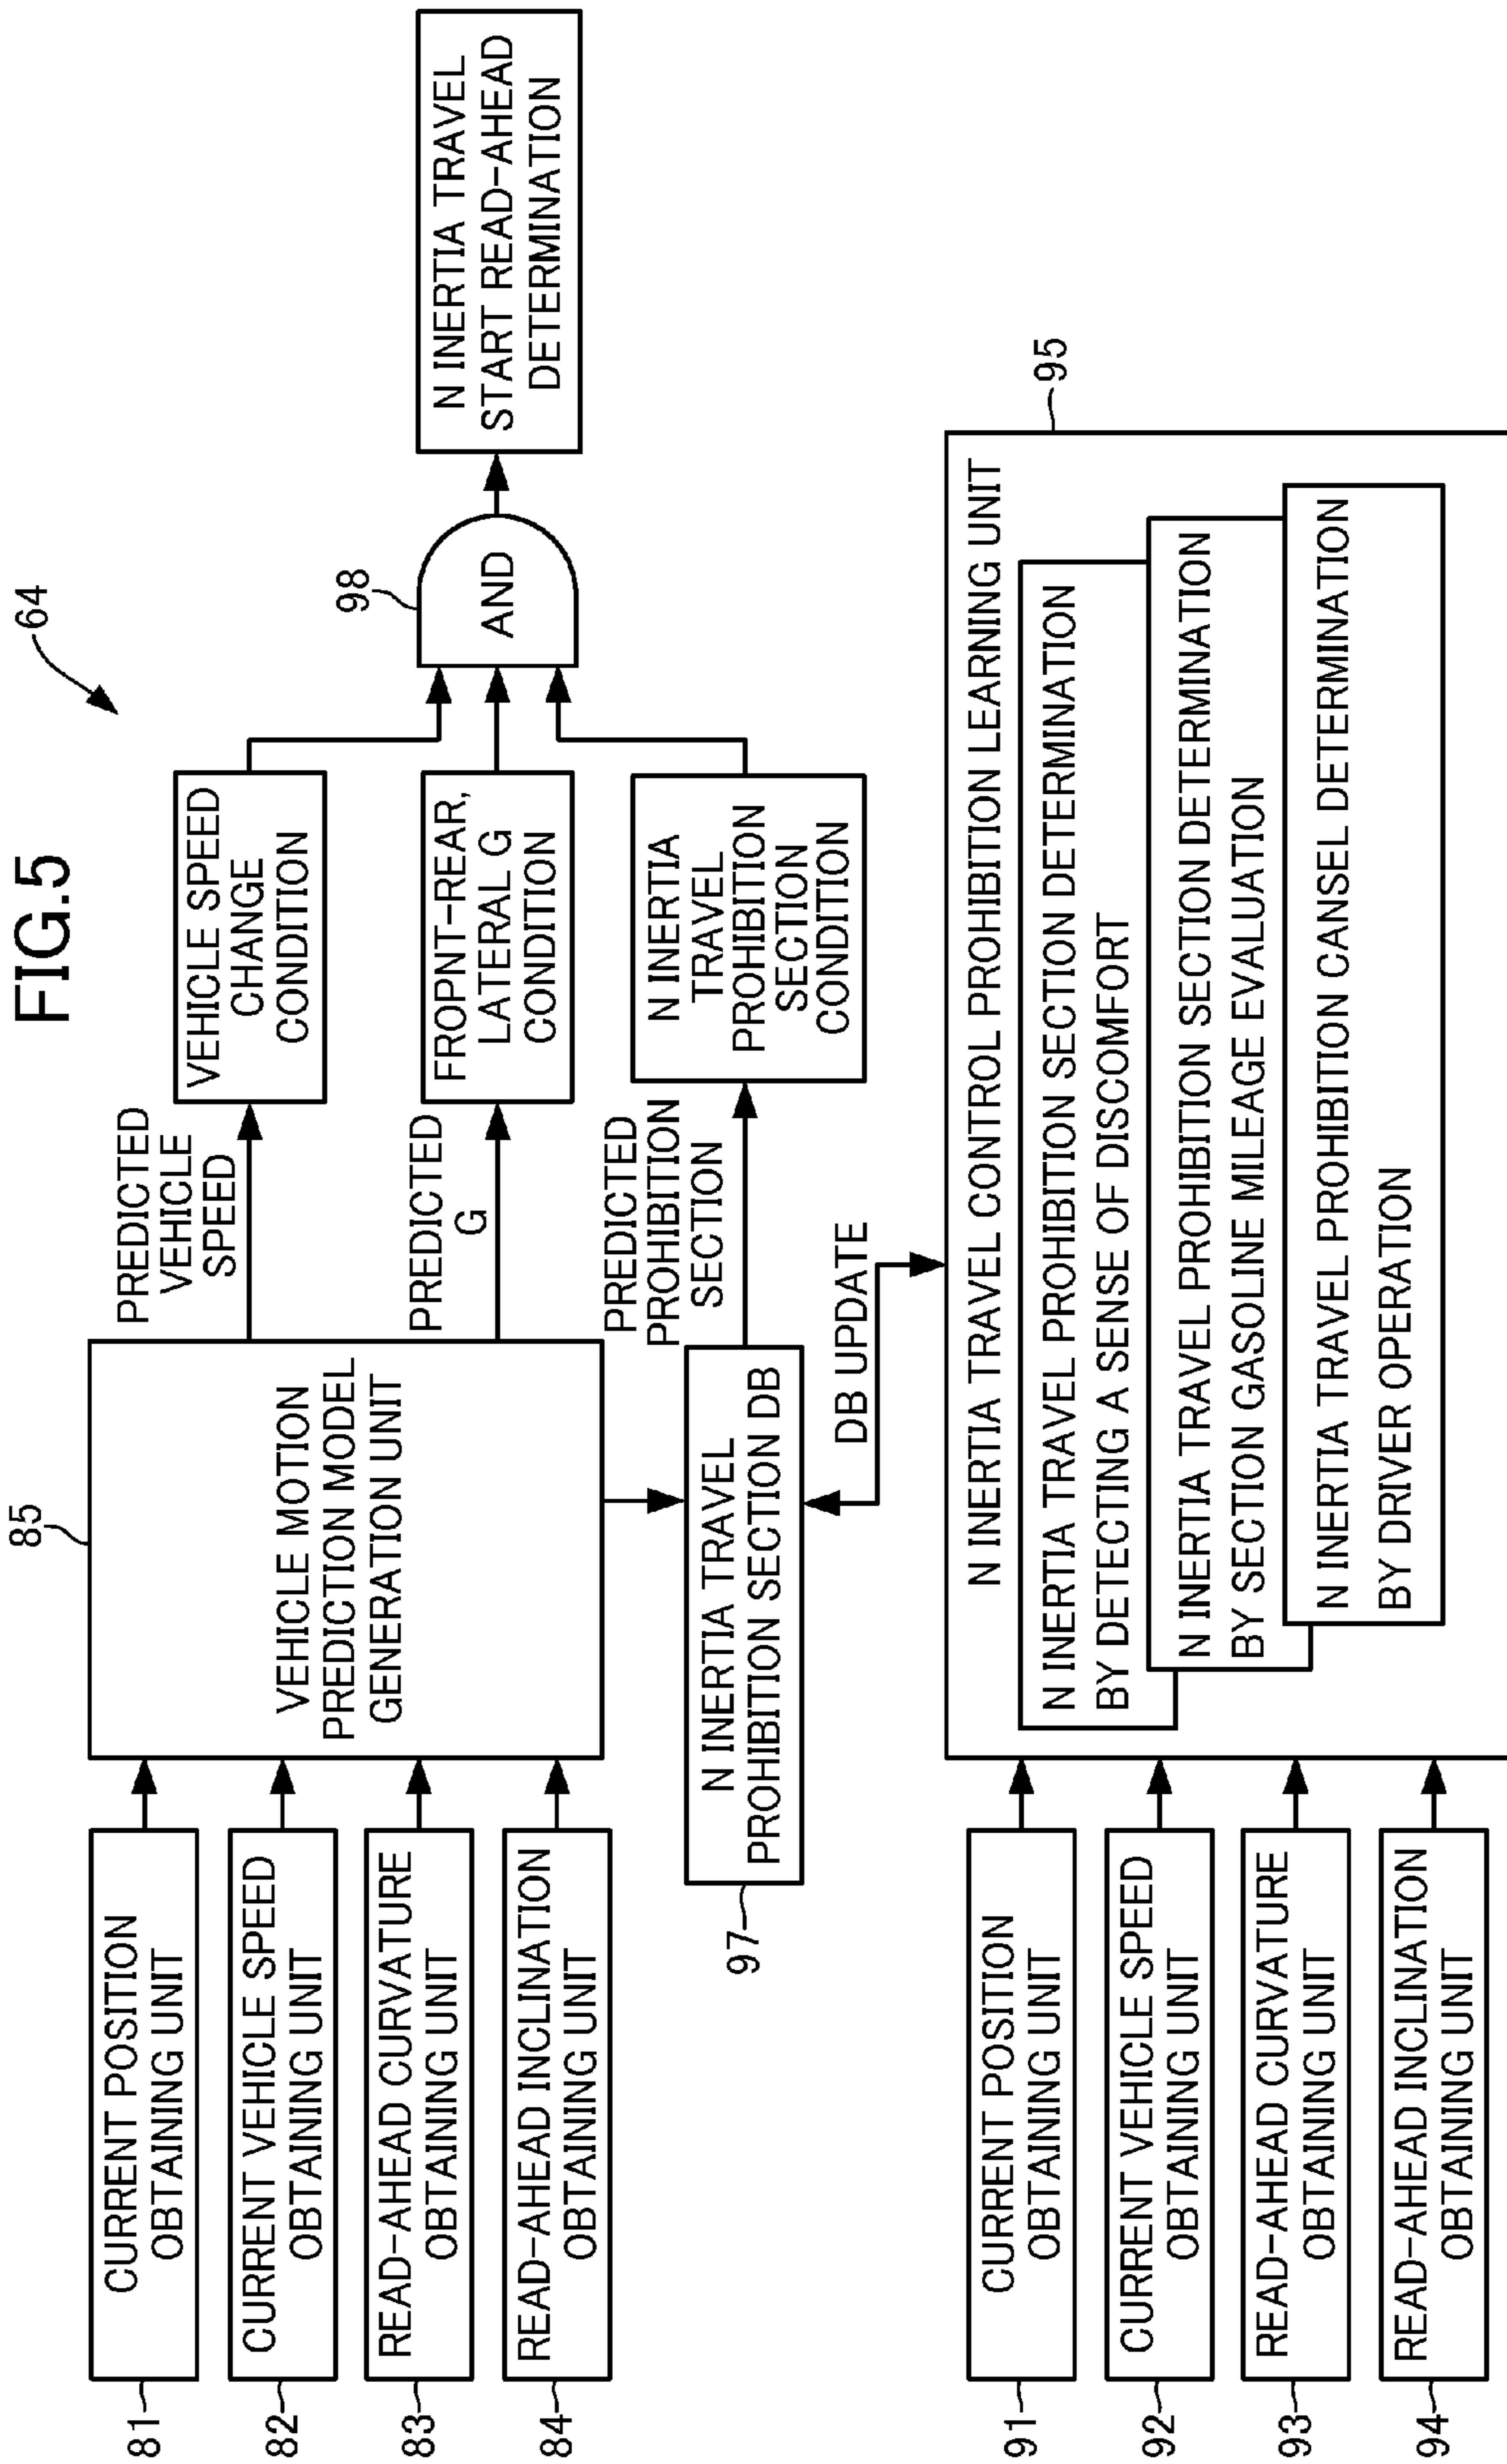 FIG.5
64
81
CURRENT POSITION
OBTAINING UNIT
82
CURRENT VEHICLE SPEED
OBTAINING UNIT
83
READ-AHEAD CURVATURE
OBTAINING UNIT
84
READ-AHEAD INCLINATION
OBTAINING UNIT
85
VEHICLE MOTION
PREDICTION MODEL
GENERATION UNIT
PREDICTED
VEHICLE
SPEED
VEHICLE SPEED
CHANGE
CONDITION
PREDICTED
G
FROPNT-REAR,
LATERAL G
CONDITION
97
N INERTIA TRAVEL
PROHIBITION SECTION DB
PREDICTED
PROHIBITION
SECTION
N INERTIA
TRAVEL
PROHIBITION
SECTION
CONDITION
98
AND
N INERTIA TRAVEL
START READ-AHEAD
DETERMINATION
DB UPDATE
91
CURRENT POSITION
OBTAINING UNIT
92
CURRENT VEHICLE SPEED
OBTAINING UNIT
93
READ-AHEAD CURVATURE
OBTAINING UNIT
94
READ-AHEAD INCLINATION
OBTAINING UNIT
95
N INERTIA TRAVEL CONTROL PROHIBITION LEARNING UNIT
N INERTIA TRAVEL PROHIBITION SECTION DETERMINATION
BY DETECTING A SENSE OF DISCOMFORT
N INERTIA TRAVEL PROHIBITION SECTION DETERMINATION
BY SECTION GASOLINE MILEAGE EVALUATION
N INERTIA TRAVEL PROHIBITION CANSEL DETERMINATION
BY DRIVER OPERATION